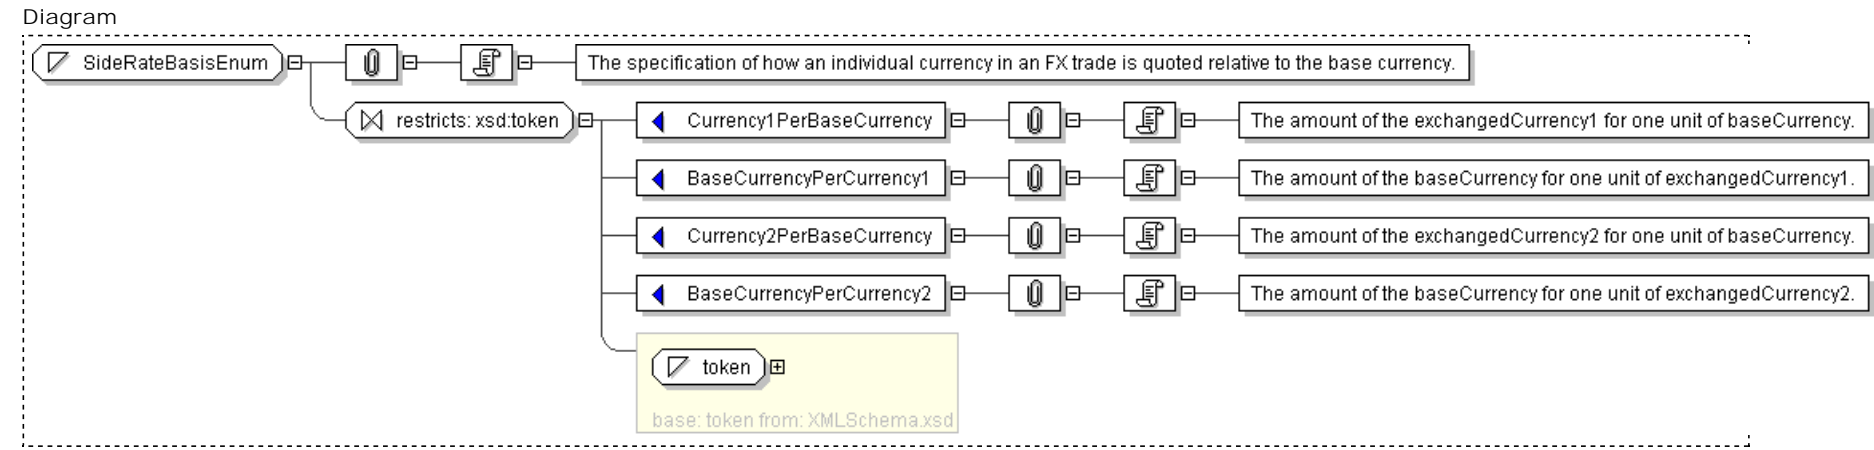 Diagram
SideRateBasisEnum
The specification of how an individual currency in an FX trade is quoted relative to the base currency.
restricts: xsd:token
Currency1PerBaseCurrency
The amount of the exchangedCurrency1 for one unit of baseCurrency.
BaseCurrencyPerCurrency1
The amount of the baseCurrency for one unit of exchangedCurrency1.
Currency2PerBaseCurrency
The amount of the exchangedCurrency2 for one unit of baseCurrency.
BaseCurrencyPerCurrency2
The amount of the baseCurrency for one unit of exchangedCurrency2.
token
base: token from: XMLSchema.xsd